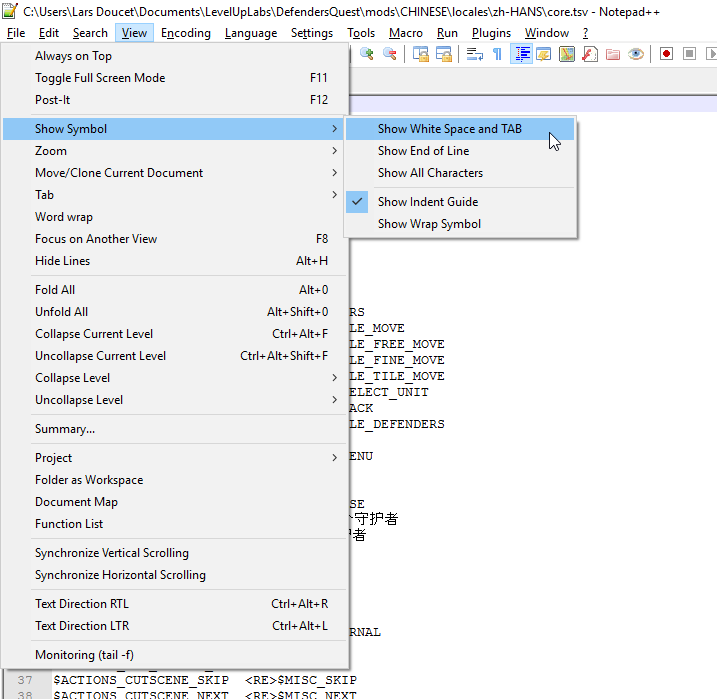 C:\Users\Lars Doucet\Documents\LevelUpLabs\DefendersQuest\mods\CHINESE\locales\zh-HANS\core.tsv - Notepad++
File Edit Search View Encoding Language Settings Tools Macro Run Plugins Window ?
Always on Top
Toggle Full Screen Mode F11
Post-It F12
Show Symbol
Zoom
Move/Clone Current Document
Tab
Word wrap
Focus on Another View F8
Hide Lines Alt+H
Fold All Alt+0
Unfold All Alt+Shift+0
Collapse Current Level Ctrl+Alt+F
Uncollapse Current Level Ctrl+Alt+Shift+F
Collapse Level
Uncollapse Level
Summary...
Project
Folder as Workspace
Document Map
Function List
Synchronize Vertical Scrolling
Synchronize Horizontal Scrolling
Text Direction RTL Ctrl+Alt+R
Text Direction LTR Ctrl+Alt+L
Monitoring (tail -f)
Show White Space and TAB
Show End of Line
Show All Characters
Show Indent Guide
Show Wrap Symbol
RS
LE_MOVE
LE_FREE_MOVE
LE_FINE_MOVE
LE_TILE_MOVE
ELECT_UNIT
ACK
LE_DEFENDERS
ENU
SE
守护者
护者
RNAL
37 $ACTIONS_CUTSCENE_SKIP <RE>$MISC_SKIP
38 $ACTIONS_CUTSCENE_NEXT <RE>$MISC_NEXT